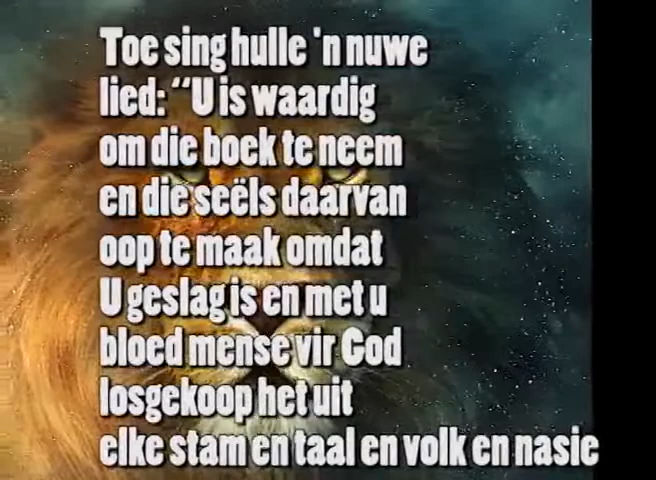 Toe sing hulle 'n nuwe
lied: “U is waardig
om die boek te neem
en die seëls daarvan
oop te maak omdat
U geslag is en met u
bloed mense vir God
losgekoop het uit
elke stam en taal en volk en nasie